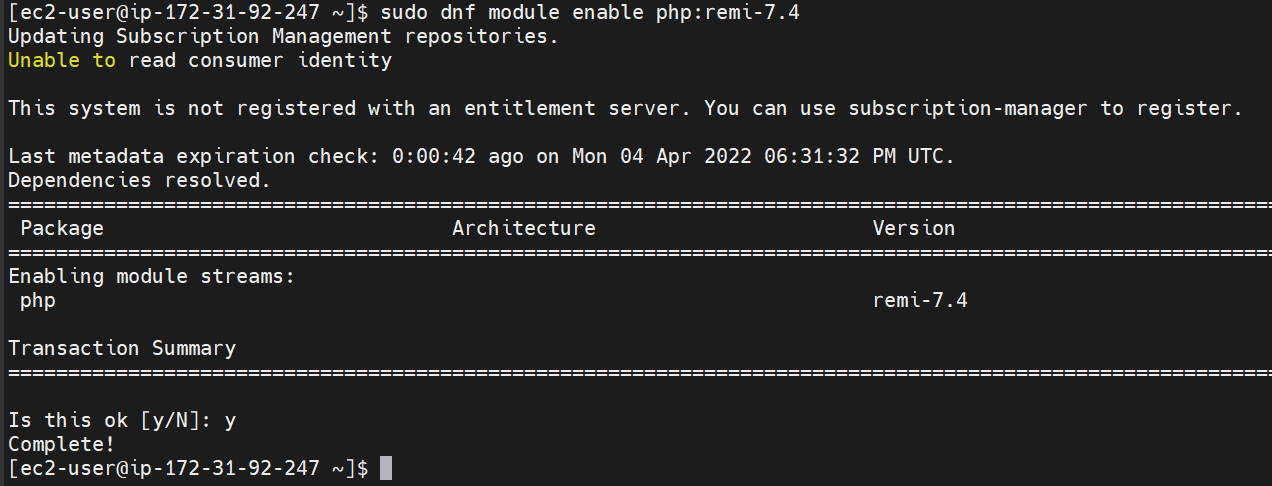 [ec2-user@ip-172-31-92-247 ~]$ sudo dnf module enable php:remi-7.4
Updating Subscription Management repositories.
Unable to read consumer identity
This system is not registered with an entitlement server. You can use subscription-manager to register.
Last metadata expiration check: 0:00:42 ago on Mon 04 Apr 2022 06:31:32 PM UTC.
Dependencies resolved.
==========================================================================================================
Package Architecture Version
==========================================================================================================
Enabling module streams:
php remi-7.4
Transaction Summary
==========================================================================================================
Is this ok [y/N]: y
Complete!
[ec2-user@ip-172-31-92-247 ~]$